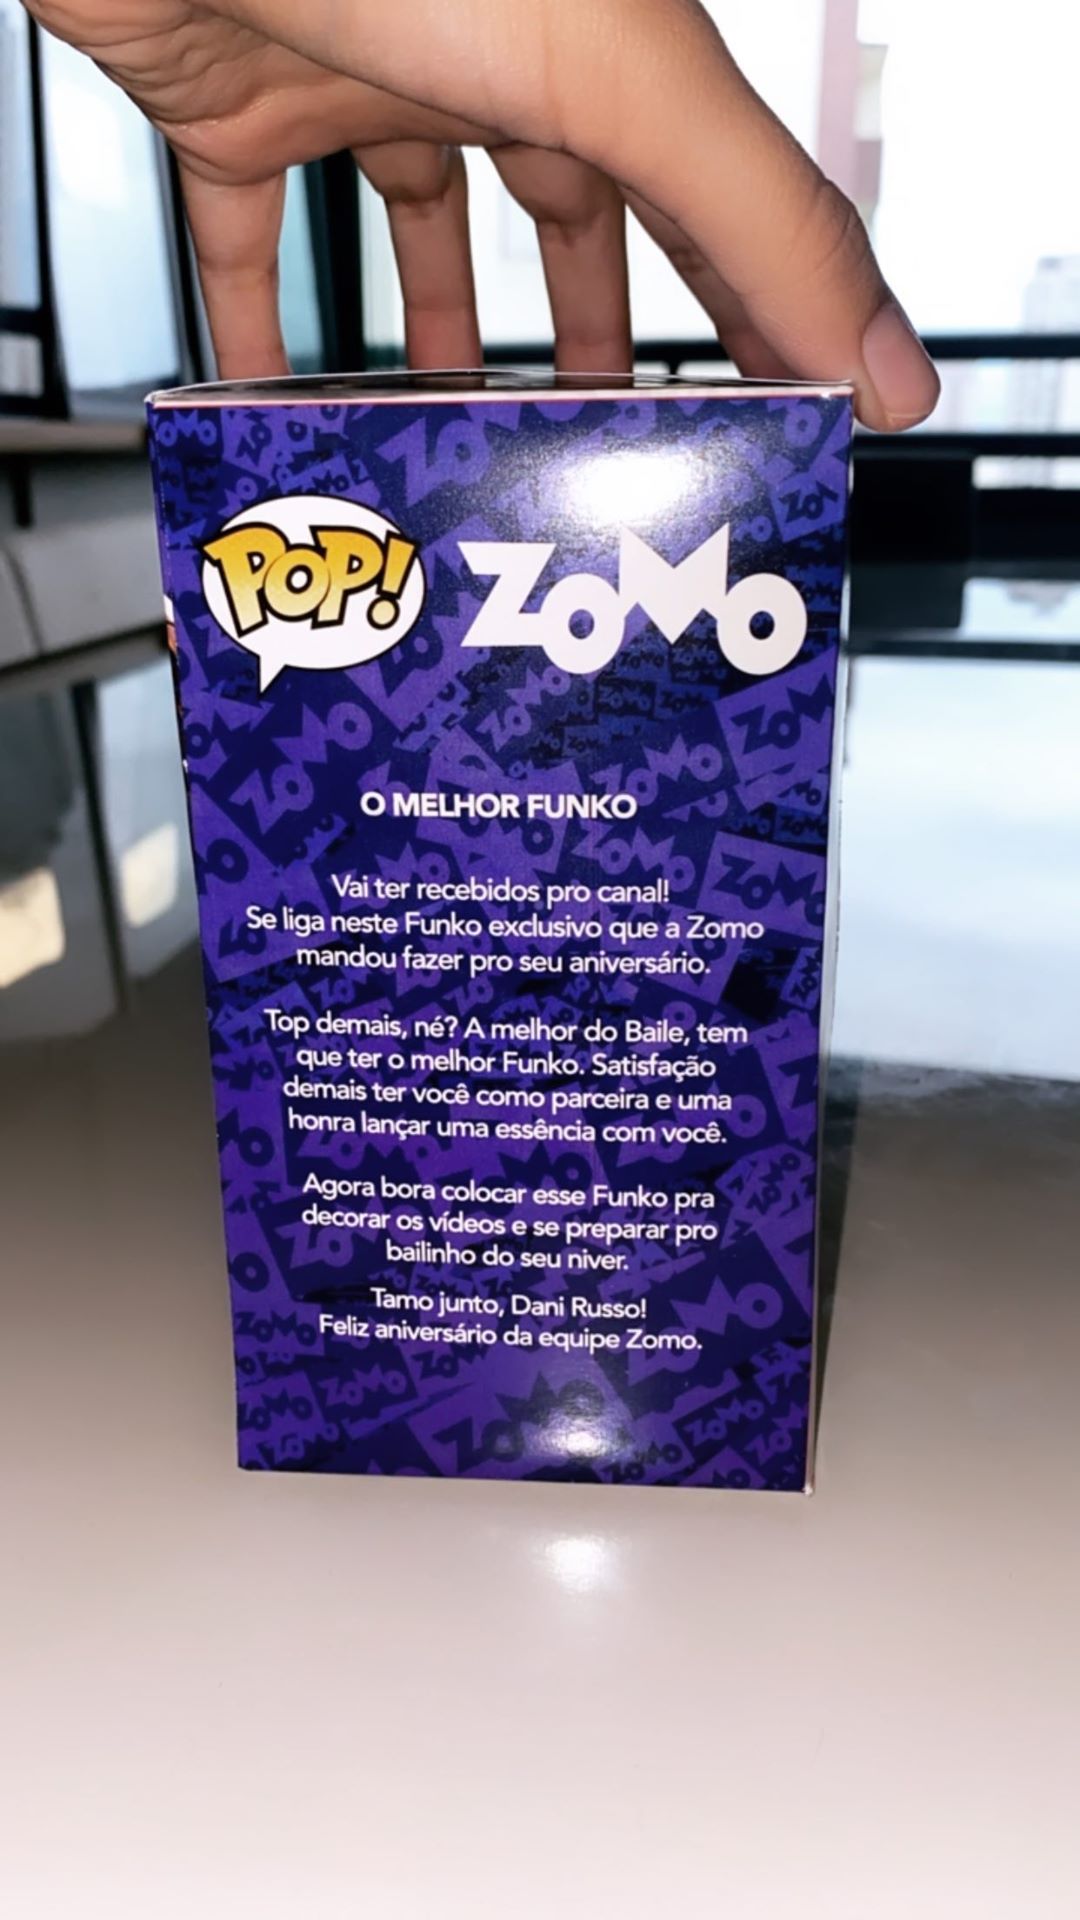 POP! ZOMO
O MELHOR FUNKO
Vai ter recebidos pro canal!
Se liga neste Funko exclusivo que a Zomo
mandou fazer pro seu aniversário.
Top demais, né? A melhor do Baile, tem
que ter o melhor Funko. Satisfação
demais ter você como parceira e uma
honra lançar uma essência com você.
Agora bora colocar esse Funko pra
decorar os vídeos e se preparar pro
bailinho do seu niver.
Tamo junto, Dani Russo!
Feliz aniversário da equipe Zomo.